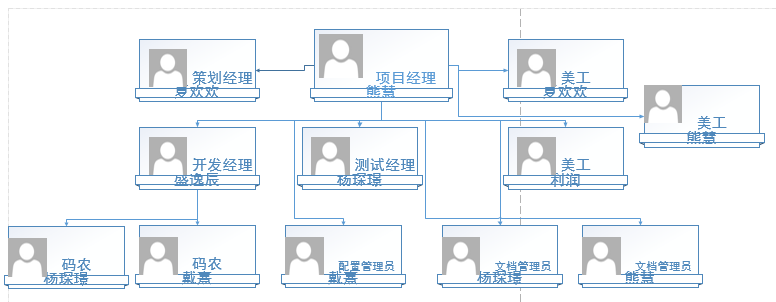 策划经理
夏欢欢
项目经理
熊慧
美工
夏欢欢
美工
熊慧
开发经理
盛逸辰
测试经理
杨琛璟
美工
利润
码农
杨琛璟
码农
戴熹
配置管理员
戴熹
文档管理员
杨琛璟
文档管理员
熊慧